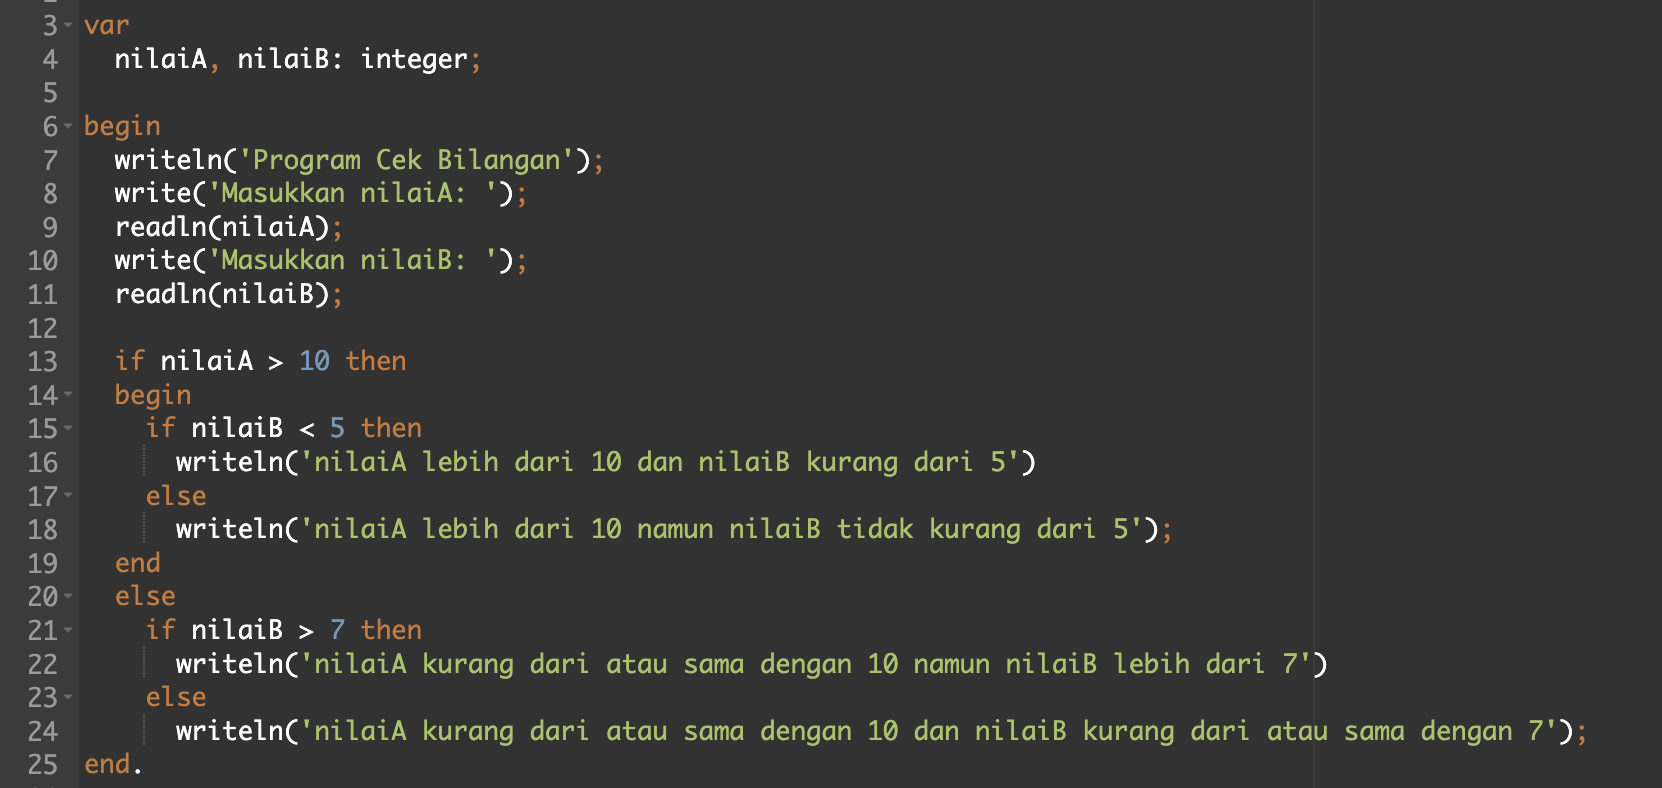 3 var
4   nilaiA, nilaiB: integer;
5
6 begin
7   writeln('Program Cek Bilangan');
8   write('Masukkan nilaiA: ');
9   readln(nilaiA);
10   write('Masukkan nilaiB: ');
11   readln(nilaiB);
12
13   if nilaiA > 10 then
14   begin
15     if nilaiB < 5 then
16       writeln('nilaiA lebih dari 10 dan nilaiB kurang dari 5')
17     else
18       writeln('nilaiA lebih dari 10 namun nilaiB tidak kurang dari 5');
19   end
20   else
21     if nilaiB > 7 then
22       writeln('nilaiA kurang dari atau sama dengan 10 namun nilaiB lebih dari 7')
23     else
24       writeln('nilaiA kurang dari atau sama dengan 10 dan nilaiB kurang dari atau sama dengan 7');
25 end.